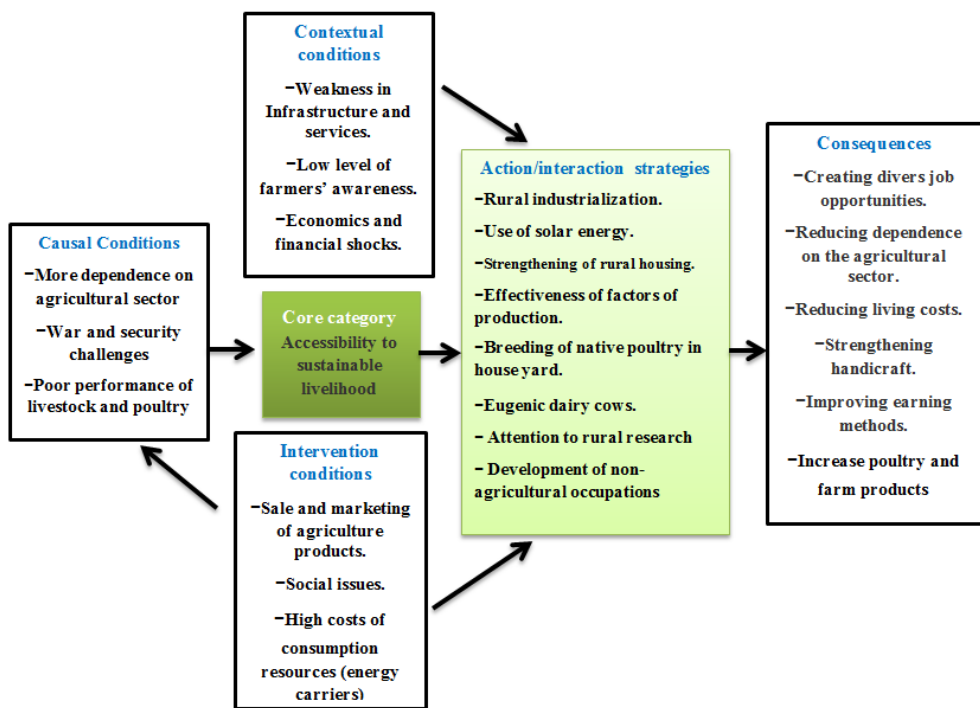 Contextual
conditions
-Weakness in
Infrastructure and
services.
-Low level of
farmers' awareness.
-Economics and
financial shocks.
Causal Conditions
-More dependence on
agricultural sector
-War and security
challenges
-Poor performance of
livestock and poultry
Core category
Accessibility to
sustainable
livelihood
Intervention
conditions
-Sale and marketing
of agriculture
products.
-Social issues.
-High costs of
consumption
resources (energy
carriers)
Action/interaction strategies
-Rural industrialization.
-Use of solar energy.
-Strengthening of rural housing.
-Effectiveness of factors of
production.
-Breeding of native poultry in
house yard.
-Eugenic dairy cows.
- Attention to rural research
- Development of non-
agricultural occupations
Consequences
-Creating divers job
opportunities.
-Reducing dependence
on the agricultural
sector.
-Reducing living costs.
-Strengthening
handicraft.
-Improving earning
methods.
-Increase poultry and
farm products